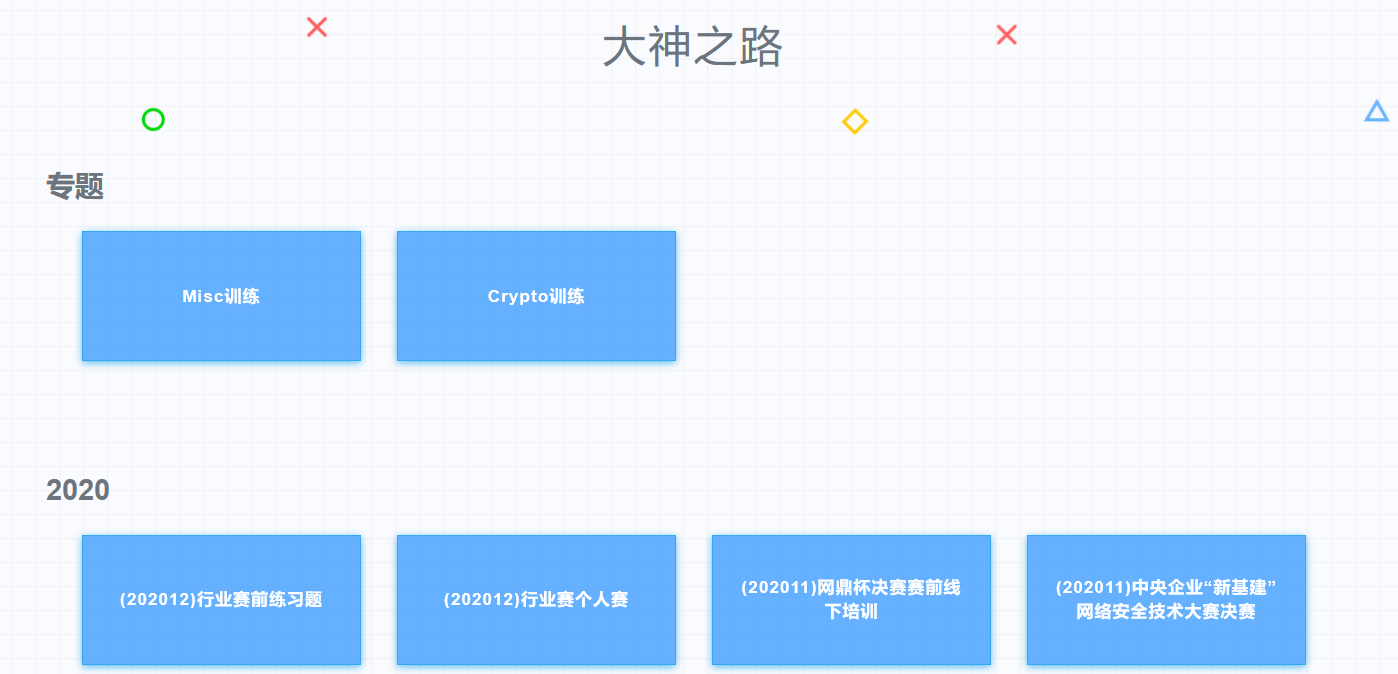 大神之路
专题
Misc训练
Crypto训练
2020
(202012)行业赛前练习题
(202012)行业赛个人赛
(202011)网鼎杯决赛赛前线
下培训
(202011)中央企业“新基建”
网络安全技术大赛决赛